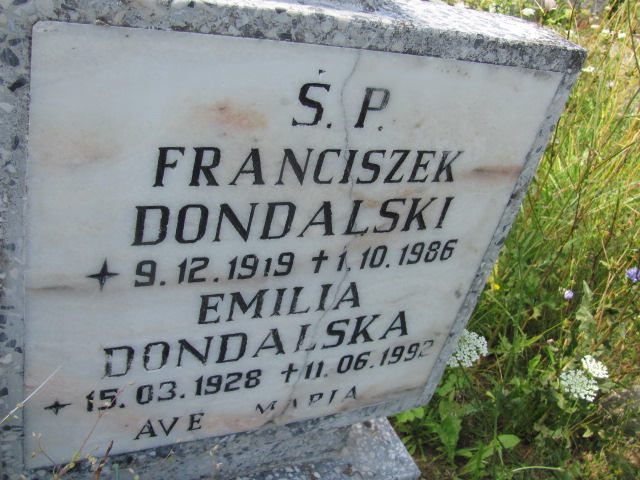 Ś. P.
FRANCISZEK
DONDALSKI
✦ 9.12.1919 ✝ 1.10.1986
EMILIA
DONDALSKA
✦ 15.03.1928 ✝ 11.06.1992
AVE MARIA